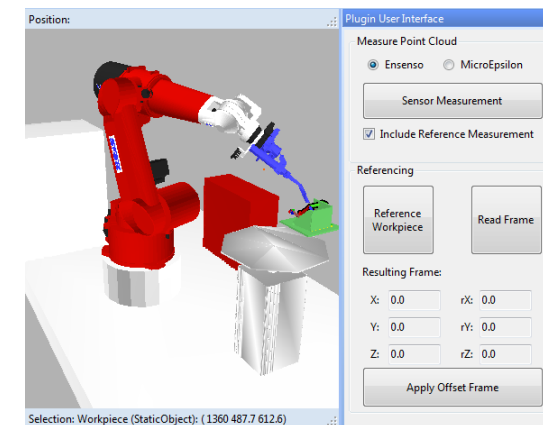 Position:
Plugin User Interface
Measure Point Cloud
Ensenso
MicroEpsilon
Sensor Measurement
Include Reference Measurement
Referencing
Reference
Workpiece
Read Frame
Resulting Frame:
X: 0.0 rX: 0.0
Y: 0.0 rY: 0.0
Z: 0.0 rZ: 0.0
Apply Offset Frame
Selection: Workpiece (StaticObject): ( 1360 487.7 612.6)